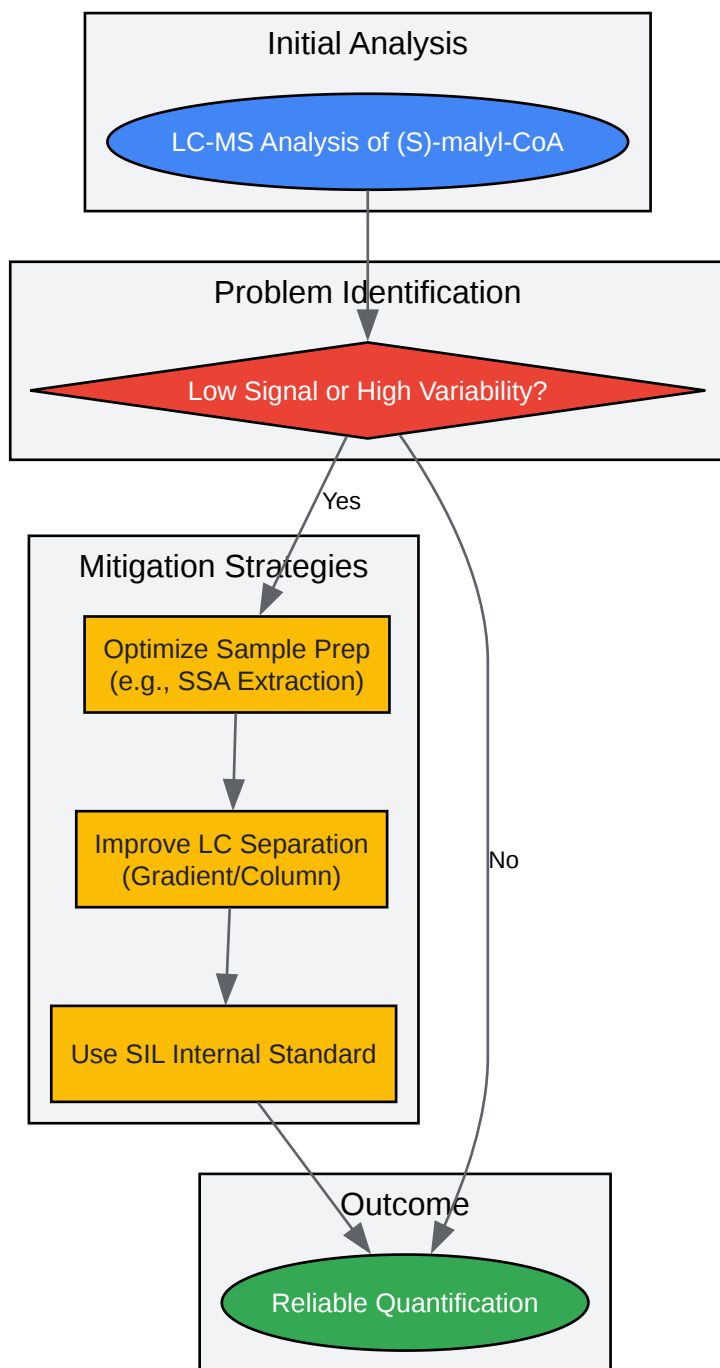 Initial Analysis
LC-MS Analysis of (S)-malyl-CoA
Problem Identification
Low Signal or High Variability?
Yes
Mitigation Strategies
Optimize Sample Prep
(e.g., SSA Extraction)
Improve LC Separation
(Gradient/Column)
No
Use SIL Internal Standard
Outcome
Reliable Quantification